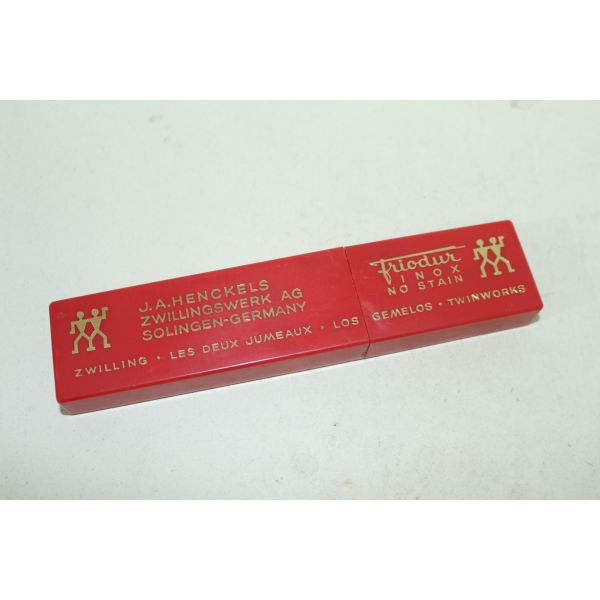 J.A.HENCKELS
ZWILLINGSWERK AG
SOLINGEN-GERMANY
friodur
INOX
NO STAIN
ZWILLING • LES DEUX JUMEAUX • LOS GEMELOS • TWINWORKS